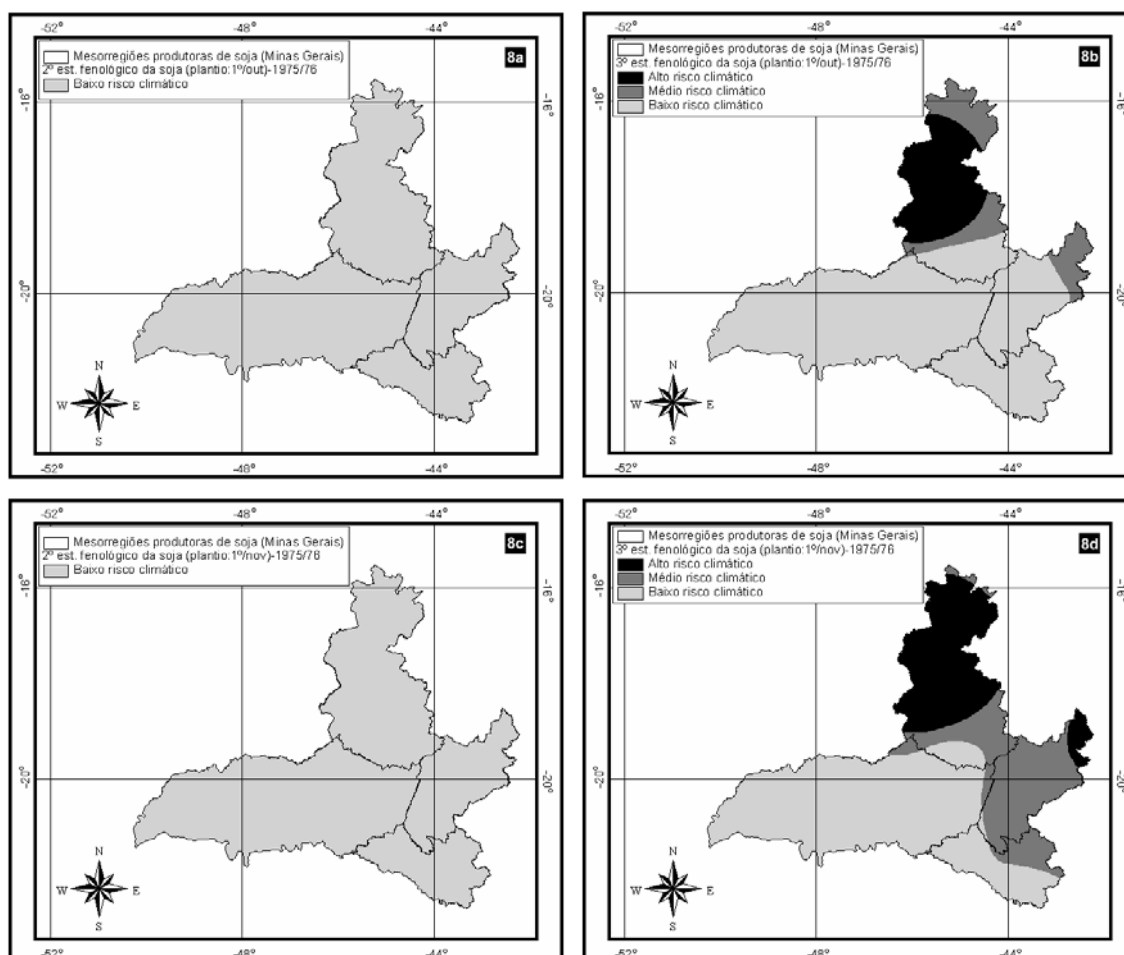 -52°
-48°
-44°
Mesorregiões produtoras de soja (Minas Gerais)
2º est. fenológico da soja (plantio:1º/out)-1975/76
Baixo risco climático
8a
-16°
-16°
-20°
-20°
N
W
E
S
-52°
-48°
-44°
-52°
-48°
-44°
Mesorregiões produtoras de soja (Minas Gerais)
3º est. fenológico da soja (plantio:1º/out)-1975/76
Alto risco climático
Médio risco climático
Baixo risco climático
8b
-16°
-16°
-20°
-20°
N
W
E
S
-52°
-48°
-44°
-52°
-48°
-44°
Mesorregiões produtoras de soja (Minas Gerais)
2º est. fenológico da soja (plantio:1º/nov)-1975/76
Baixo risco climático
8c
-16°
-16°
-20°
-20°
N
W
E
S
-52°
-48°
-44°
-52°
-48°
-44°
Mesorregiões produtoras de soja (Minas Gerais)
3º est. fenológico da soja (plantio:1º/nov)-1975/76
Alto risco climático
Médio risco climático
Baixo risco climático
8d
-16°
-16°
-20°
-20°
N
W
E
S
-52°
-48°
-44°